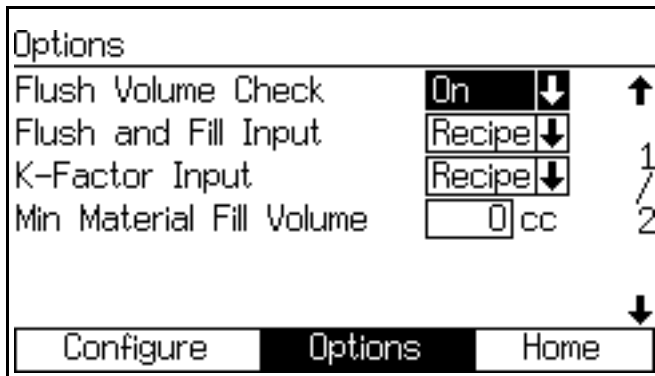 Options
Flush Volume Check On
Flush and Fill Input Recipe
K-Factor Input Recipe
Min Material Fill Volume 0 cc
1/2
Configure Options Home